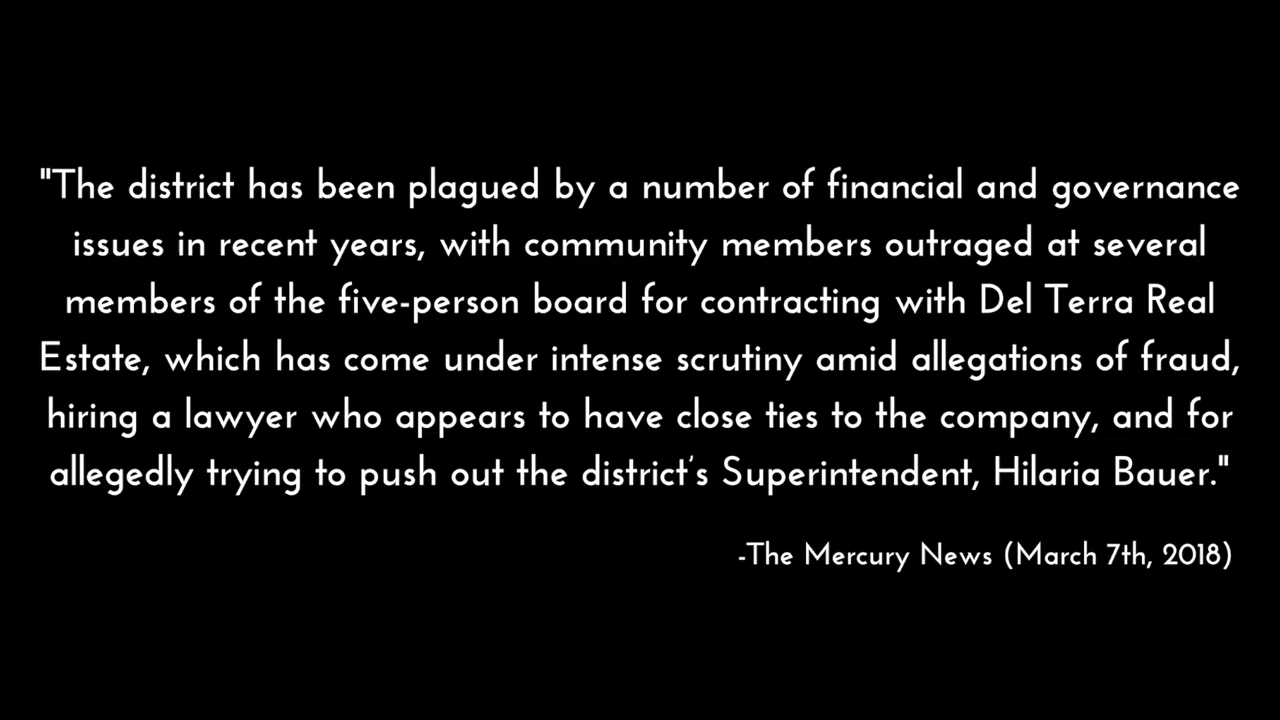 "The district has been plagued by a number of financial and governance
issues in recent years, with community members outraged at several
members of the five-person board for contracting with Del Terra Real
Estate, which has come under intense scrutiny amid allegations of fraud,
hiring a lawyer who appears to have close ties to the company, and for
allegedly trying to push out the district’s Superintendent, Hilaria Bauer."
-The Mercury News (March 7th, 2018)